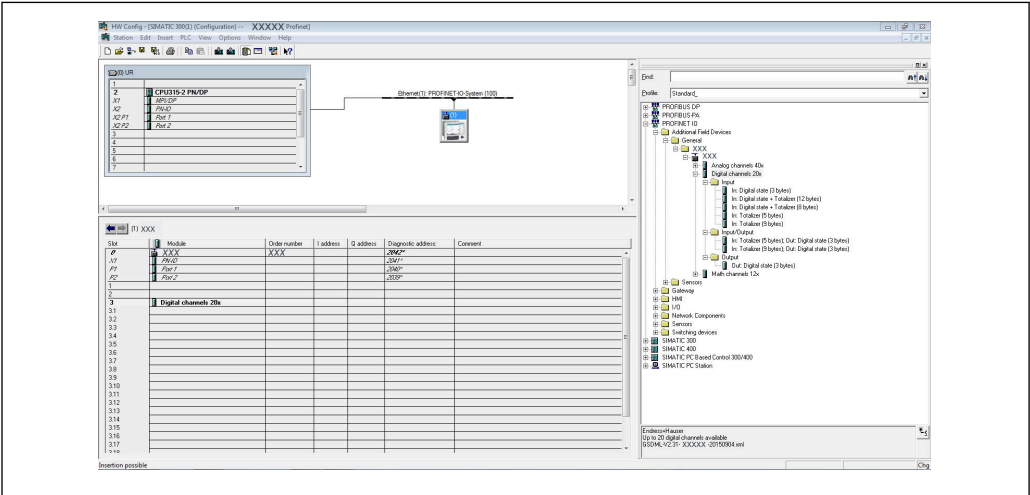 HW Config - [SIMATIC 300(1) (Configuration) -- XXXXX Profinet]
Station Edit Insert PLC View Options Window Help
(0) UR
1
2 CPU315-2 PN/DP
X1 MPI/DP
X2 PN-IO
X2 P1 Port 1
X2 P2 Port 2
3
4
5
6
7
Ethernet(1): PROFINET-IO-System (100)
(1)
(1) XXX
Slot Module Order number I address Q address Diagnostic address: Comment
0 XXX XXX 2042*
X1 PN-IO 2041*
P1 Port 1 2040*
P2 Port 2 2039*
1
2
3 Digital channels 20x
3.1
3.2
3.3
3.4
3.5
3.6
3.7
3.8
3.9
3.10
3.11
3.12
3.13
3.14
3.15
3.16
3.17
3.18
Find:
Profile: Standard_
PROFIBUS DP
PROFIBUS-PA
PROFINET IO
Additional Field Devices
General
XXX
XXX
Analog channels 40x
Digital channels 20x
Input
In: Digital state (3 bytes)
In: Digital state + Totalizer (12 bytes)
In: Digital state + Totalizer (8 bytes)
In: Totalizer (5 bytes)
In: Totalizer (9 bytes)
Input/Output
In: Totalizer (5 bytes); Out: Digital state (3 bytes)
In: Totalizer (9 bytes); Out: Digital state (3 bytes)
Output
Out: Digital state (3 bytes)
Math channels 12x
Sensors
Gateway
HMI
I/O
Network Components
Sensors
Switching devices
SIMATIC 300
SIMATIC 400
SIMATIC PC Based Control 300/400
SIMATIC PC Station
Endress+Hauser
Up to 20 digital channels available
GSDML-V2.31- XXXXX -20150904.xml
Insertion possible
Chg